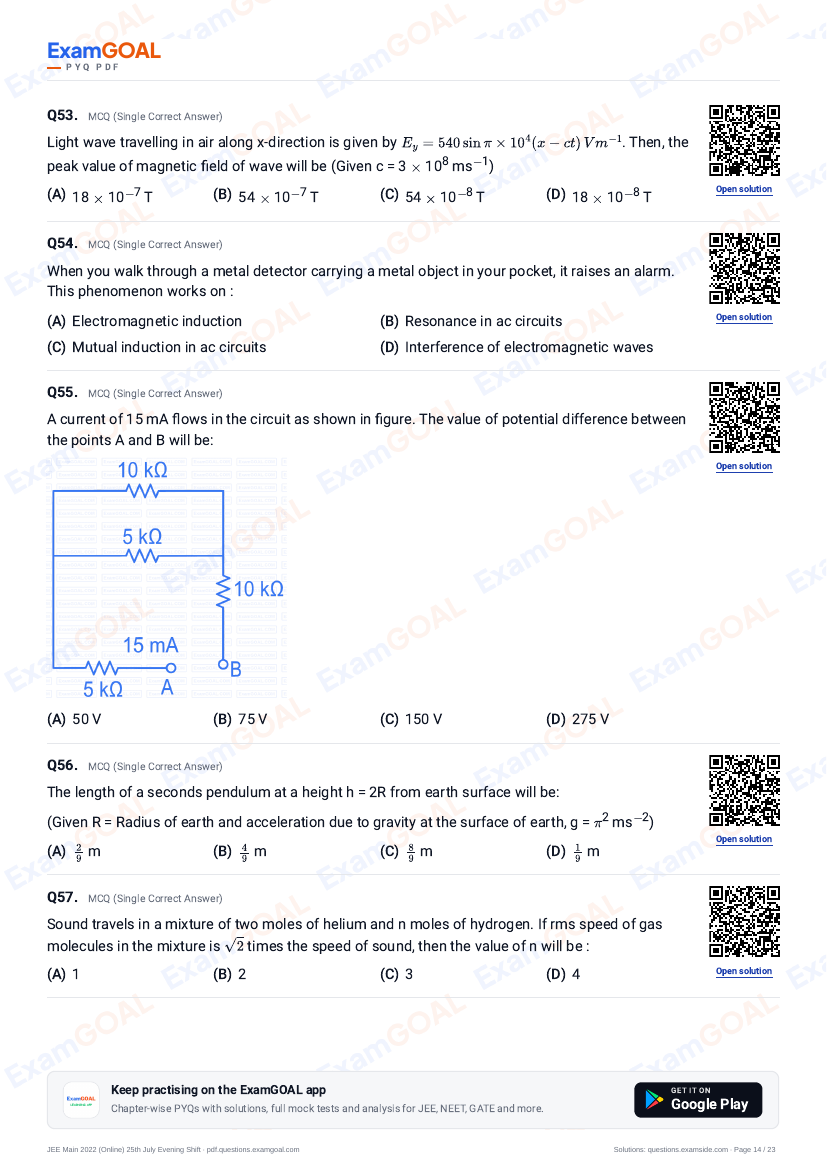 ExamGOAL
PYQ PDF
Q53. MCQ (Single Correct Answer)
Light wave travelling in air along x-direction is given by E_y = 540 sin π × 10⁴(x − ct) Vm⁻¹. Then, the
peak value of magnetic field of wave will be (Given c = 3 × 10⁸ ms⁻¹)
(A) 18 × 10⁻⁷ T (B) 54 × 10⁻⁷ T (C) 54 × 10⁻⁸ T (D) 18 × 10⁻⁸ T
Open solution
Q54. MCQ (Single Correct Answer)
When you walk through a metal detector carrying a metal object in your pocket, it raises an alarm.
This phenomenon works on :
(A) Electromagnetic induction (B) Resonance in ac circuits
(C) Mutual induction in ac circuits (D) Interference of electromagnetic waves
Open solution
Q55. MCQ (Single Correct Answer)
A current of 15 mA flows in the circuit as shown in figure. The value of potential difference between
the points A and B will be:
Open solution
10 kΩ
5 kΩ
10 kΩ
15 mA
B
5 kΩ A
(A) 50 V (B) 75 V (C) 150 V (D) 275 V
Q56. MCQ (Single Correct Answer)
The length of a seconds pendulum at a height h = 2R from earth surface will be:
(Given R = Radius of earth and acceleration due to gravity at the surface of earth, g = π² ms⁻²)
(A) 2/9 m (B) 4/9 m (C) 8/9 m (D) 1/9 m
Open solution
Q57. MCQ (Single Correct Answer)
Sound travels in a mixture of two moles of helium and n moles of hydrogen. If rms speed of gas
molecules in the mixture is √2 times the speed of sound, then the value of n will be :
(A) 1 (B) 2 (C) 3 (D) 4
Open solution
ExamGOAL
Keep practising on the ExamGOAL app
Chapter-wise PYQs with solutions, full mock tests and analysis for JEE, NEET, GATE and more.
GET IT ON
Google Play
JEE Main 2022 (Online) 25th July Evening Shift · pdf.questions.examgoal.com
Solutions: questions.examside.com · Page 14 / 23